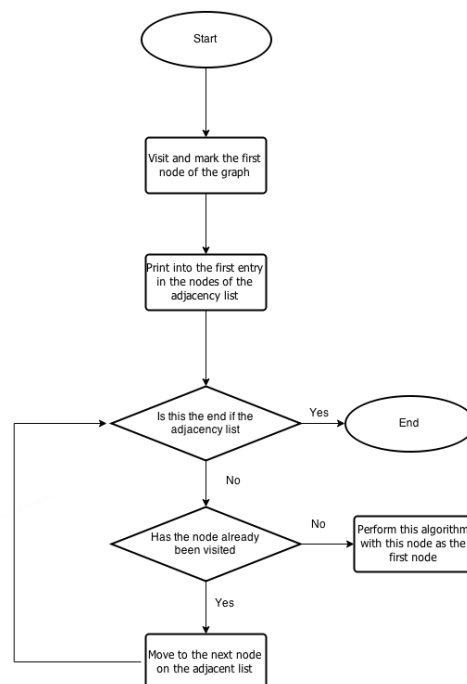 Start
Visit and mark the first
node of the graph
Print into the first entry
in the nodes of the
adjacency list
Is this the end if the
adjacency list
Yes
End
No
Has the node already
been visited
No
Perform this algorithm
with this node as the
first node
Yes
Move to the next node
on the adjacent list